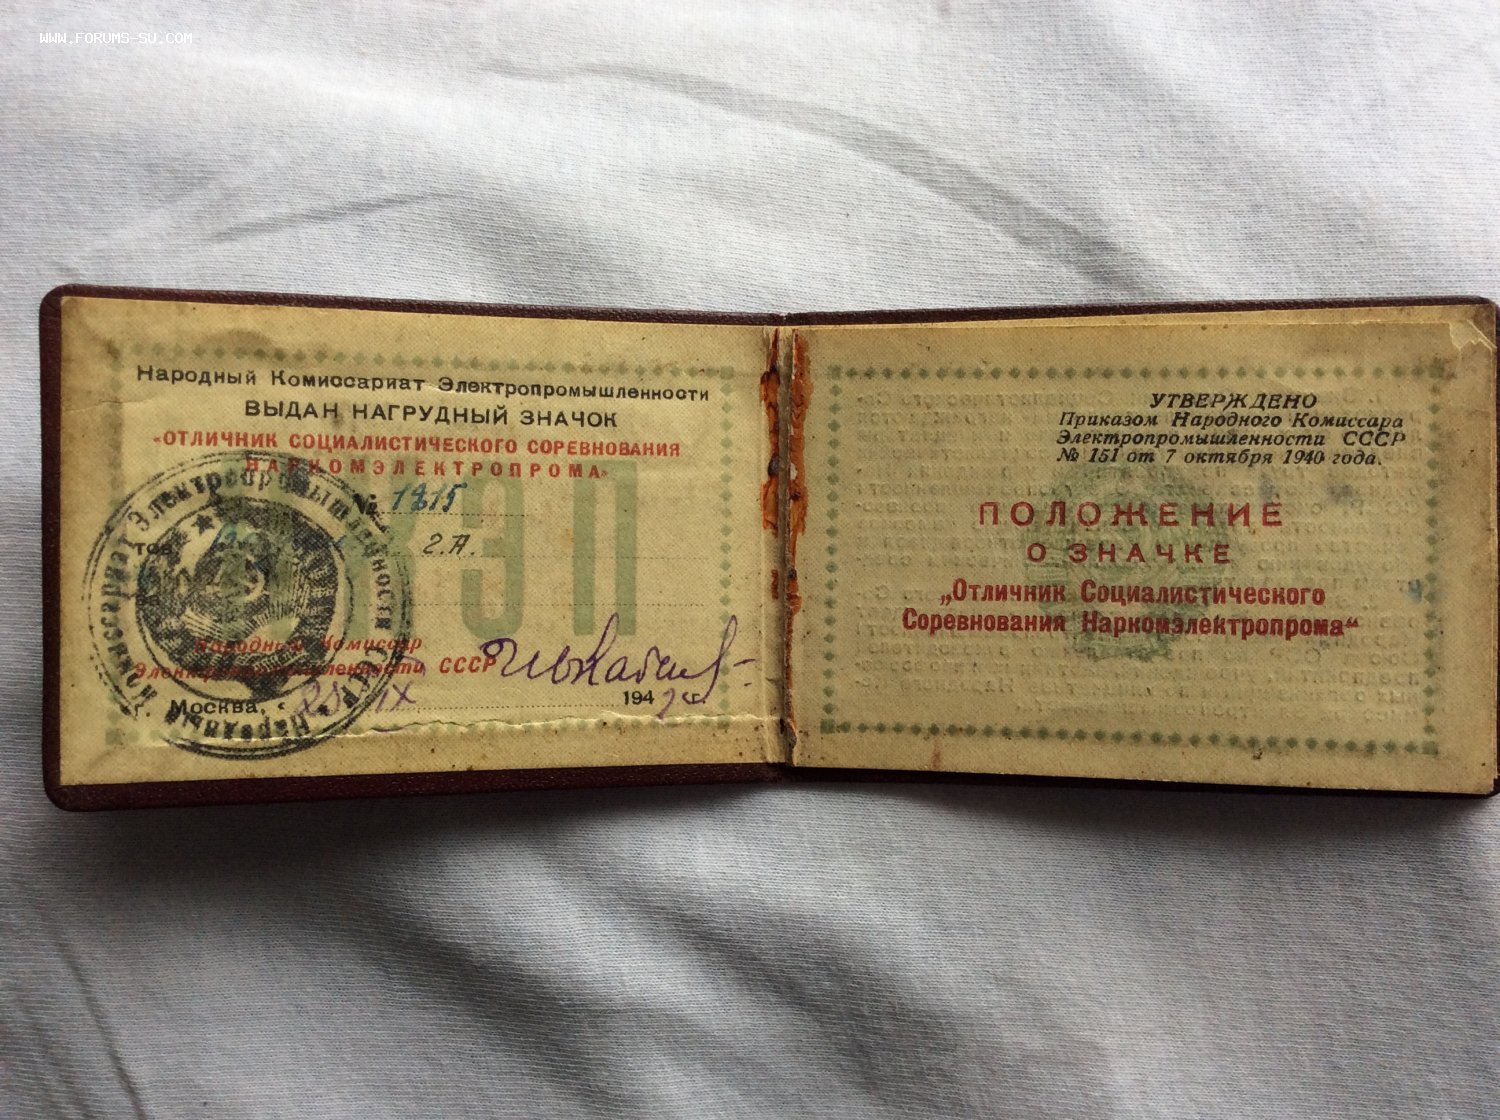 WWW.FORUMS-SU.COM
Народный Комиссариат Электропромышленности
ВЫДАН НАГРУДНЫЙ ЗНАЧОК
«ОТЛИЧНИК СОЦИАЛИСТИЧЕСКОГО СОРЕВНОВАНИЯ
НАРКОМЭЛЕКТРОПРОМА»
№ 1815
тов. Г.А.
Народный Комиссар
Электропромышленности СССР
Москва, IX 1942 г.
УТВЕРЖДЕНО
Приказом Народного Комиссара
Электропромышленности СССР
№ 151 от 7 октября 1940 года.
ПОЛОЖЕНИЕ
О ЗНАЧКЕ
„Отличник Социалистического
Соревнования Наркомэлектропрома“